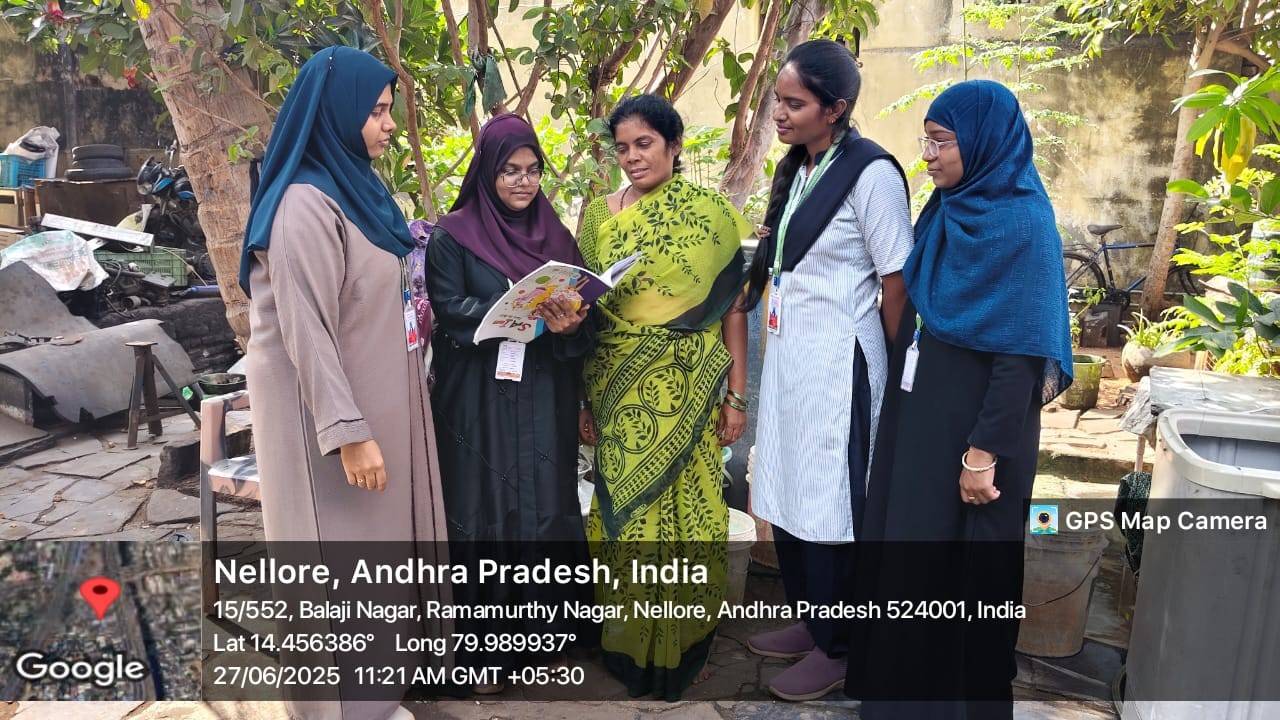 SAI
GPS Map Camera
Nellore, Andhra Pradesh, India
15/552, Balaji Nagar, Ramamurthy Nagar, Nellore, Andhra Pradesh 524001, India
Lat 14.456386° Long 79.989937°
27/06/2025 11:21 AM GMT +05:30
Google